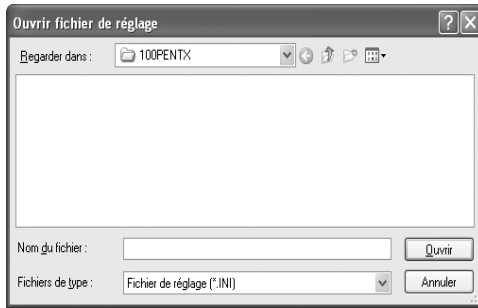 Ouvrir fichier de réglage
Regarder dans : 100PENTX
Nom du fichier : Ouvrir
Fichiers de type : Fichier de réglage (*.INI) Annuler